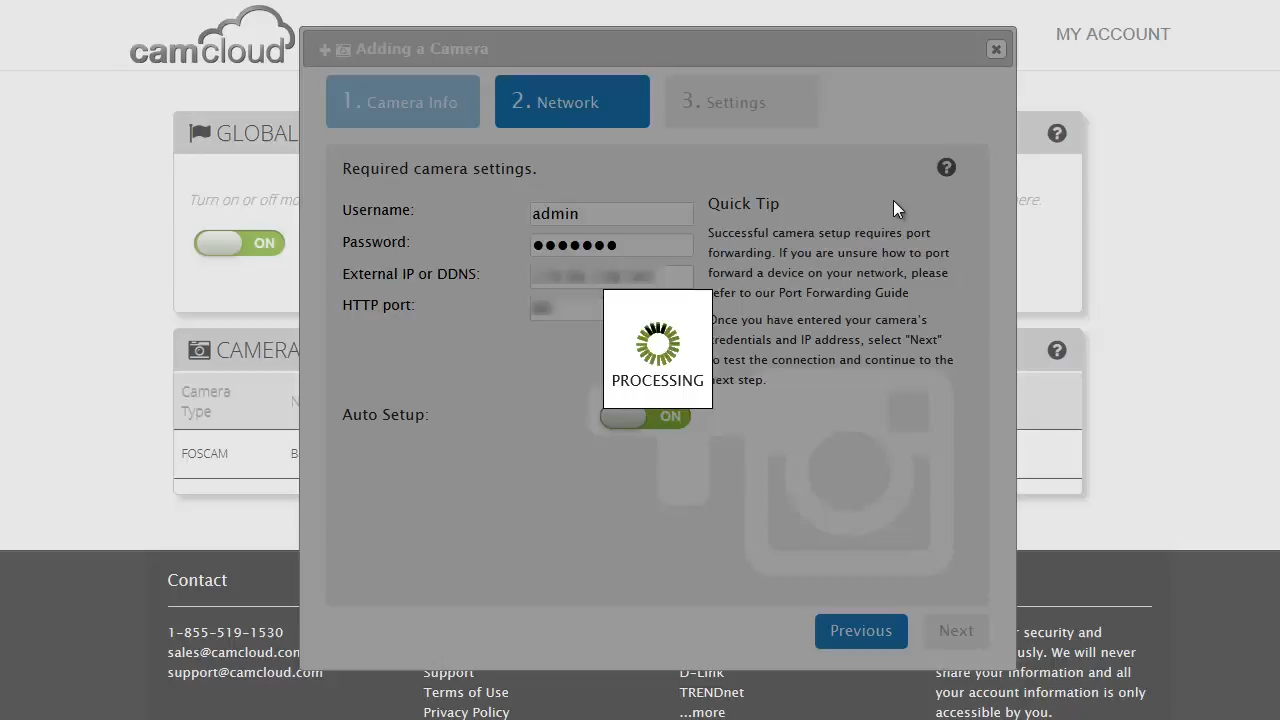 camcloud
MY ACCOUNT
Adding a Camera
1. Camera Info
2. Network
3. Settings
GLOBAL
Turn on or off mo
here.
ON
Required camera settings.
Username:
admin
Password:
External IP or DDNS:
HTTP port:
Auto Setup:
ON
Quick Tip
Successful camera setup requires port
forwarding. If you are unsure how to port
forward a device on your network, please
refer to our Port Forwarding Guide
Once you have entered your camera's
credentials and IP address, select "Next"
to test the connection and continue to the
next step.
PROCESSING
CAMERA
Camera
Type
N
FOSCAM
B
Previous
Next
Contact
1-855-519-1530
sales@camcloud.com
support@camcloud.com
Support
Terms of Use
Privacy Policy
D-Link
TRENDnet
...more
r security and
ously. We will never
share your information and all
your account information is only
accessible by you.